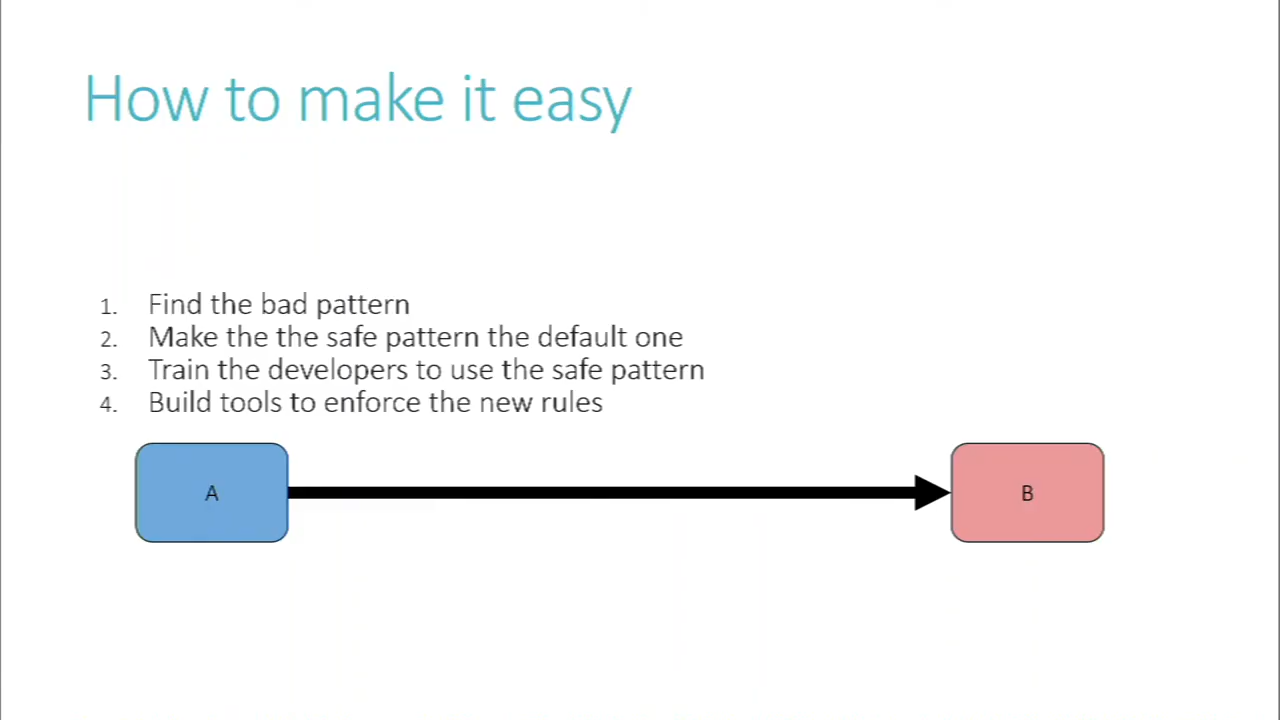 How to make it easy
1. Find the bad pattern
2. Make the the safe pattern the default one
3. Train the developers to use the safe pattern
4. Build tools to enforce the new rules
A
B